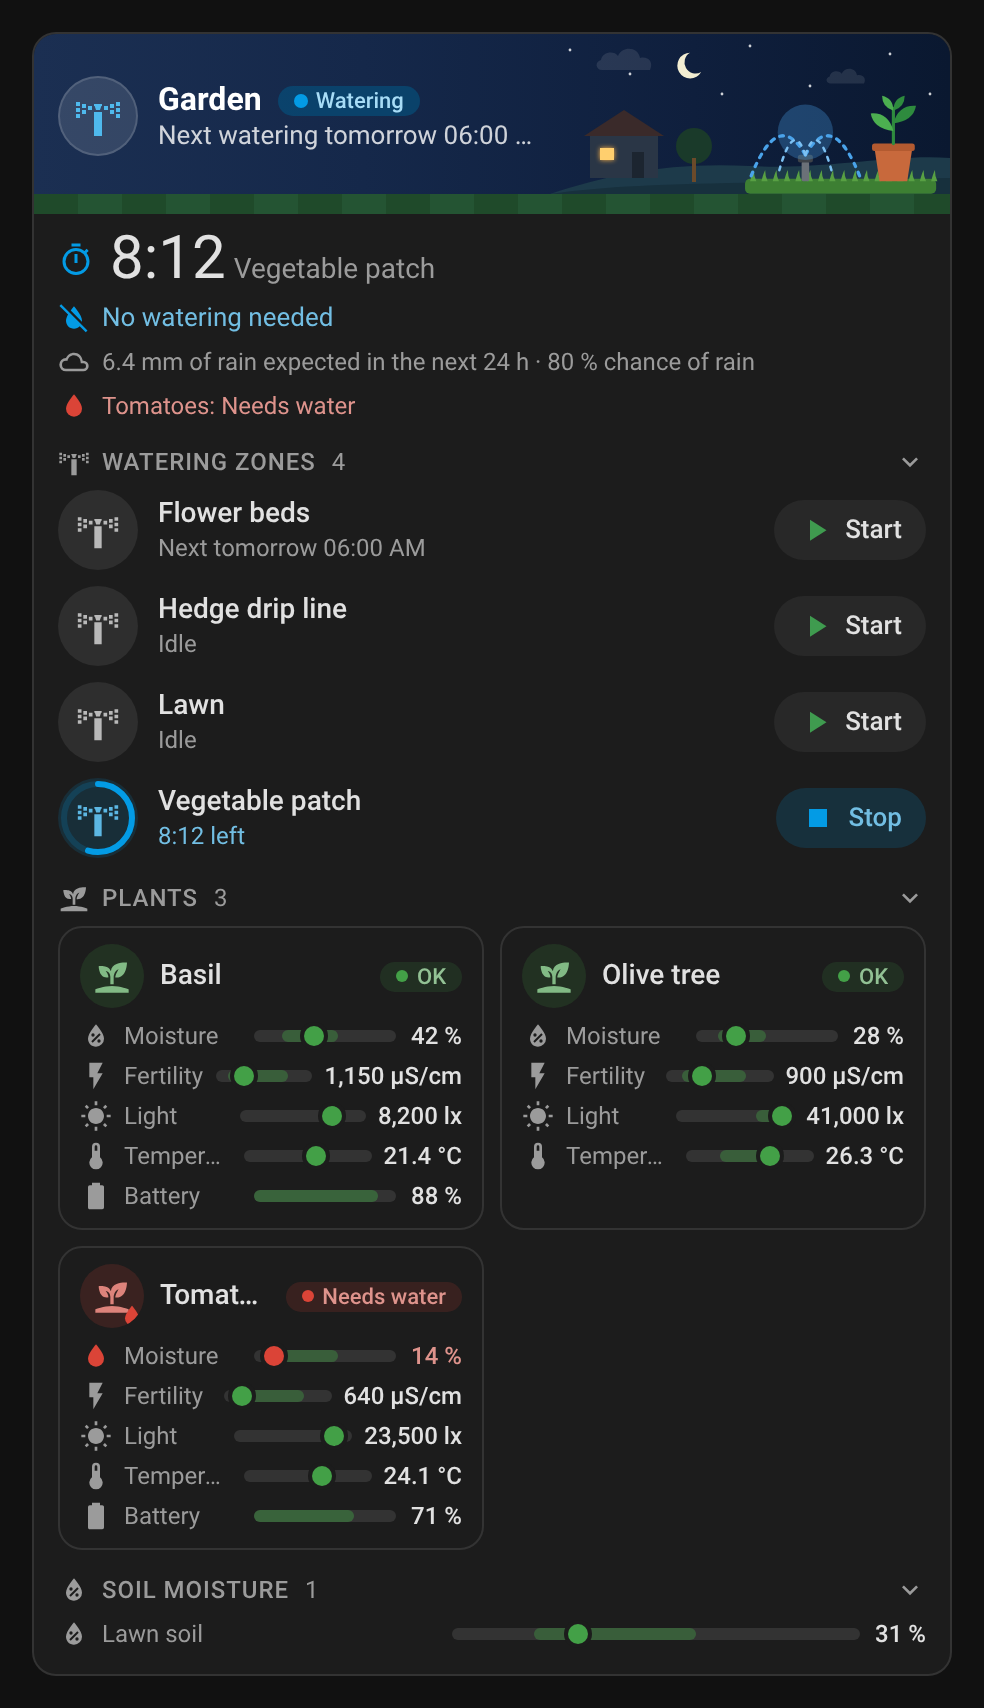 Garden
Watering
Next watering tomorrow 06:00 ...
8:12 Vegetable patch
No watering needed
6.4 mm of rain expected in the next 24 h · 80 % chance of rain
Tomatoes: Needs water
WATERING ZONES 4
Flower beds
Next tomorrow 06:00 AM
Start
Hedge drip line
Idle
Start
Lawn
Idle
Start
Vegetable patch
8:12 left
Stop
PLANTS 3
Basil
OK
Moisture 42 %
Fertility 1,150 µS/cm
Light 8,200 lx
Temper... 21.4 °C
Battery 88 %
Olive tree
OK
Moisture 28 %
Fertility 900 µS/cm
Light 41,000 lx
Temper... 26.3 °C
Tomat...
Needs water
Moisture 14 %
Fertility 640 µS/cm
Light 23,500 lx
Temper... 24.1 °C
Battery 71 %
SOIL MOISTURE 1
Lawn soil 31 %